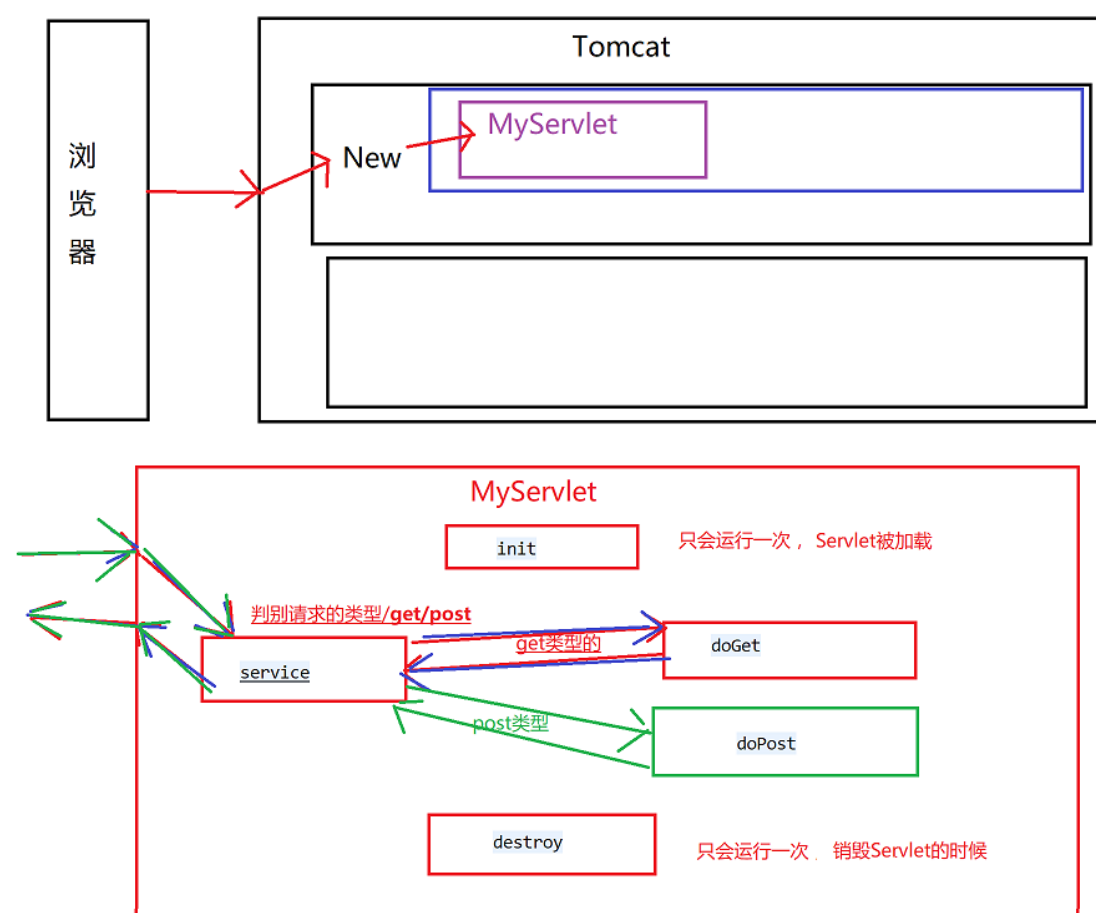 Tomcat
浏
览
器
New
MyServlet
MyServlet
init
只会运行一次，Servlet被加载
判别请求的类型/get/post
service
get类型的
doGet
post类型
doPost
destroy
只会运行一次. 销毁Servlet的时候